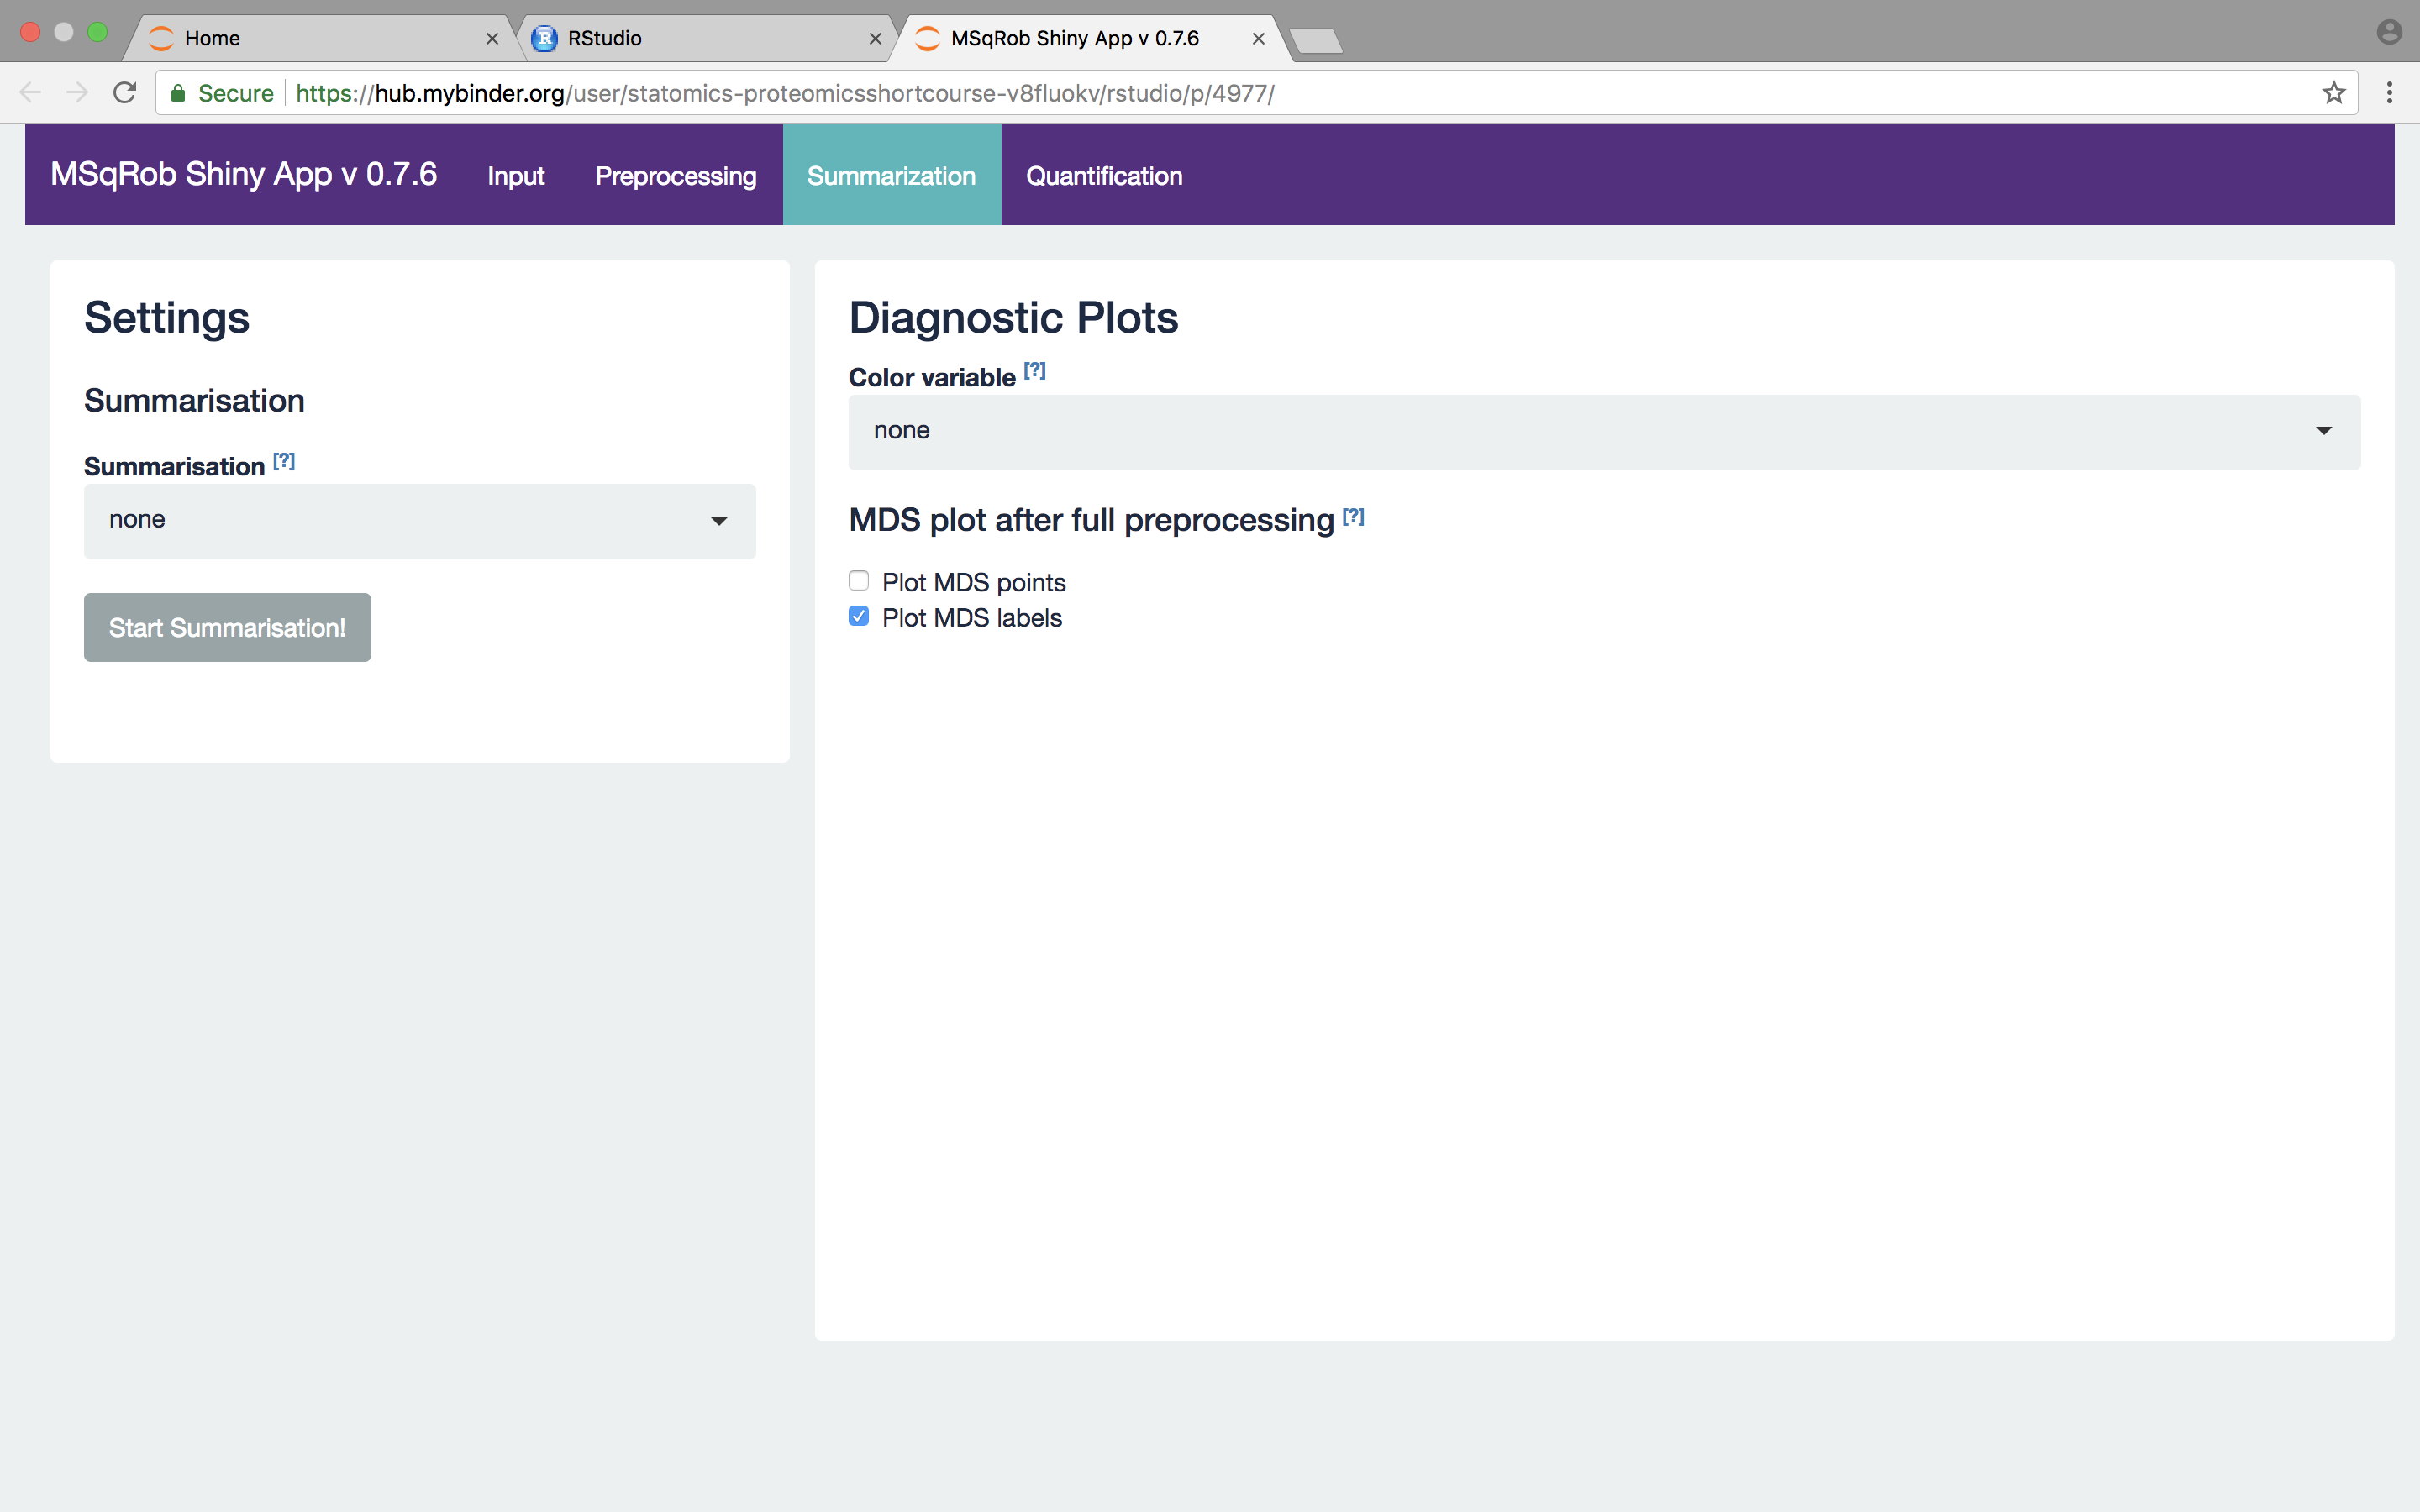 Home
RStudio
MSqRob Shiny App v 0.7.6
Secure https://hub.mybinder.org/user/statomics-proteomicsshortcourse-v8fluokv/rstudio/p/4977/
MSqRob Shiny App v 0.7.6 Input Preprocessing Summarization Quantification
Settings
Summarisation
Summarisation [?]
none
Start Summarisation!
Diagnostic Plots
Color variable [?]
none
MDS plot after full preprocessing [?]
Plot MDS points
Plot MDS labels